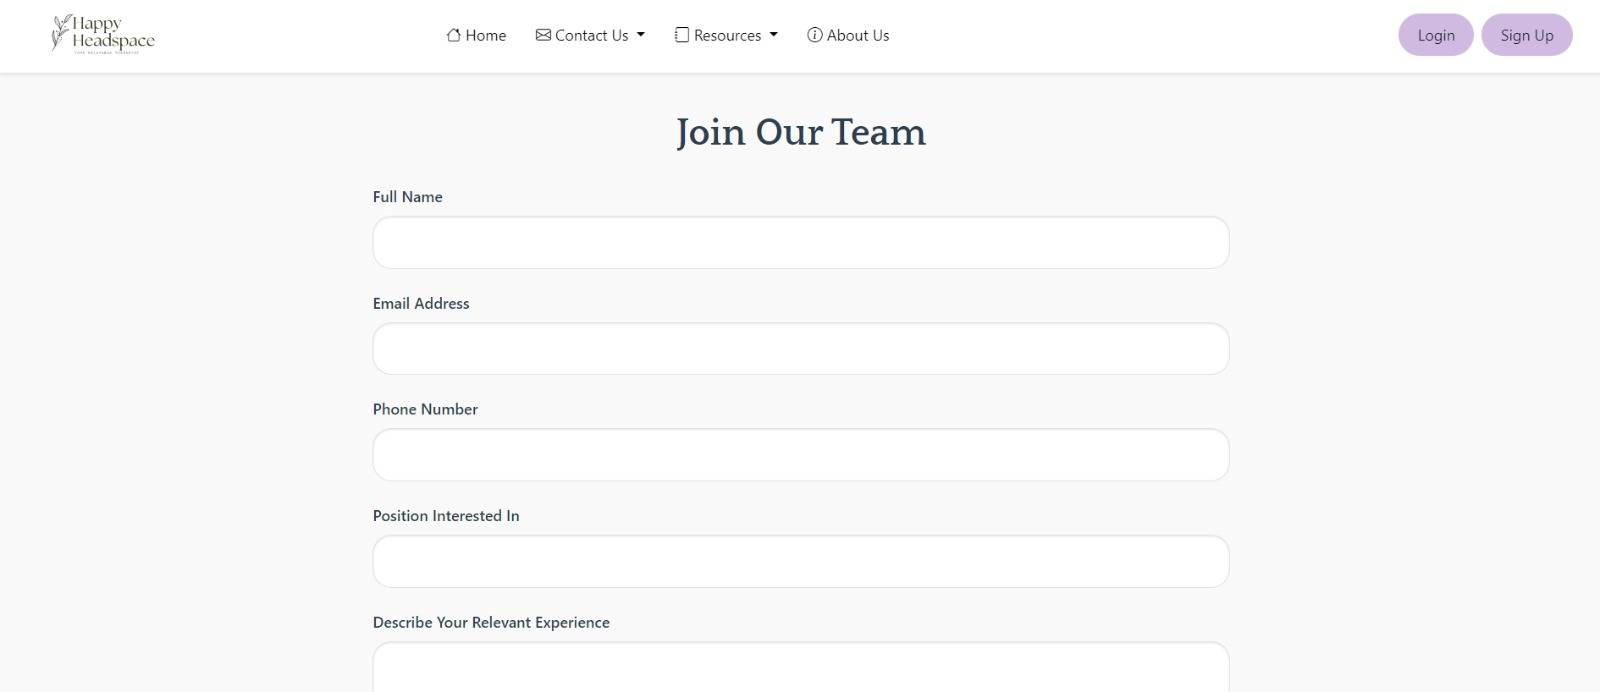 Happy
Headspace
Home
Contact Us
Resources
About Us
Login
Sign Up
Join Our Team
Full Name
Email Address
Phone Number
Position Interested In
Describe Your Relevant Experience